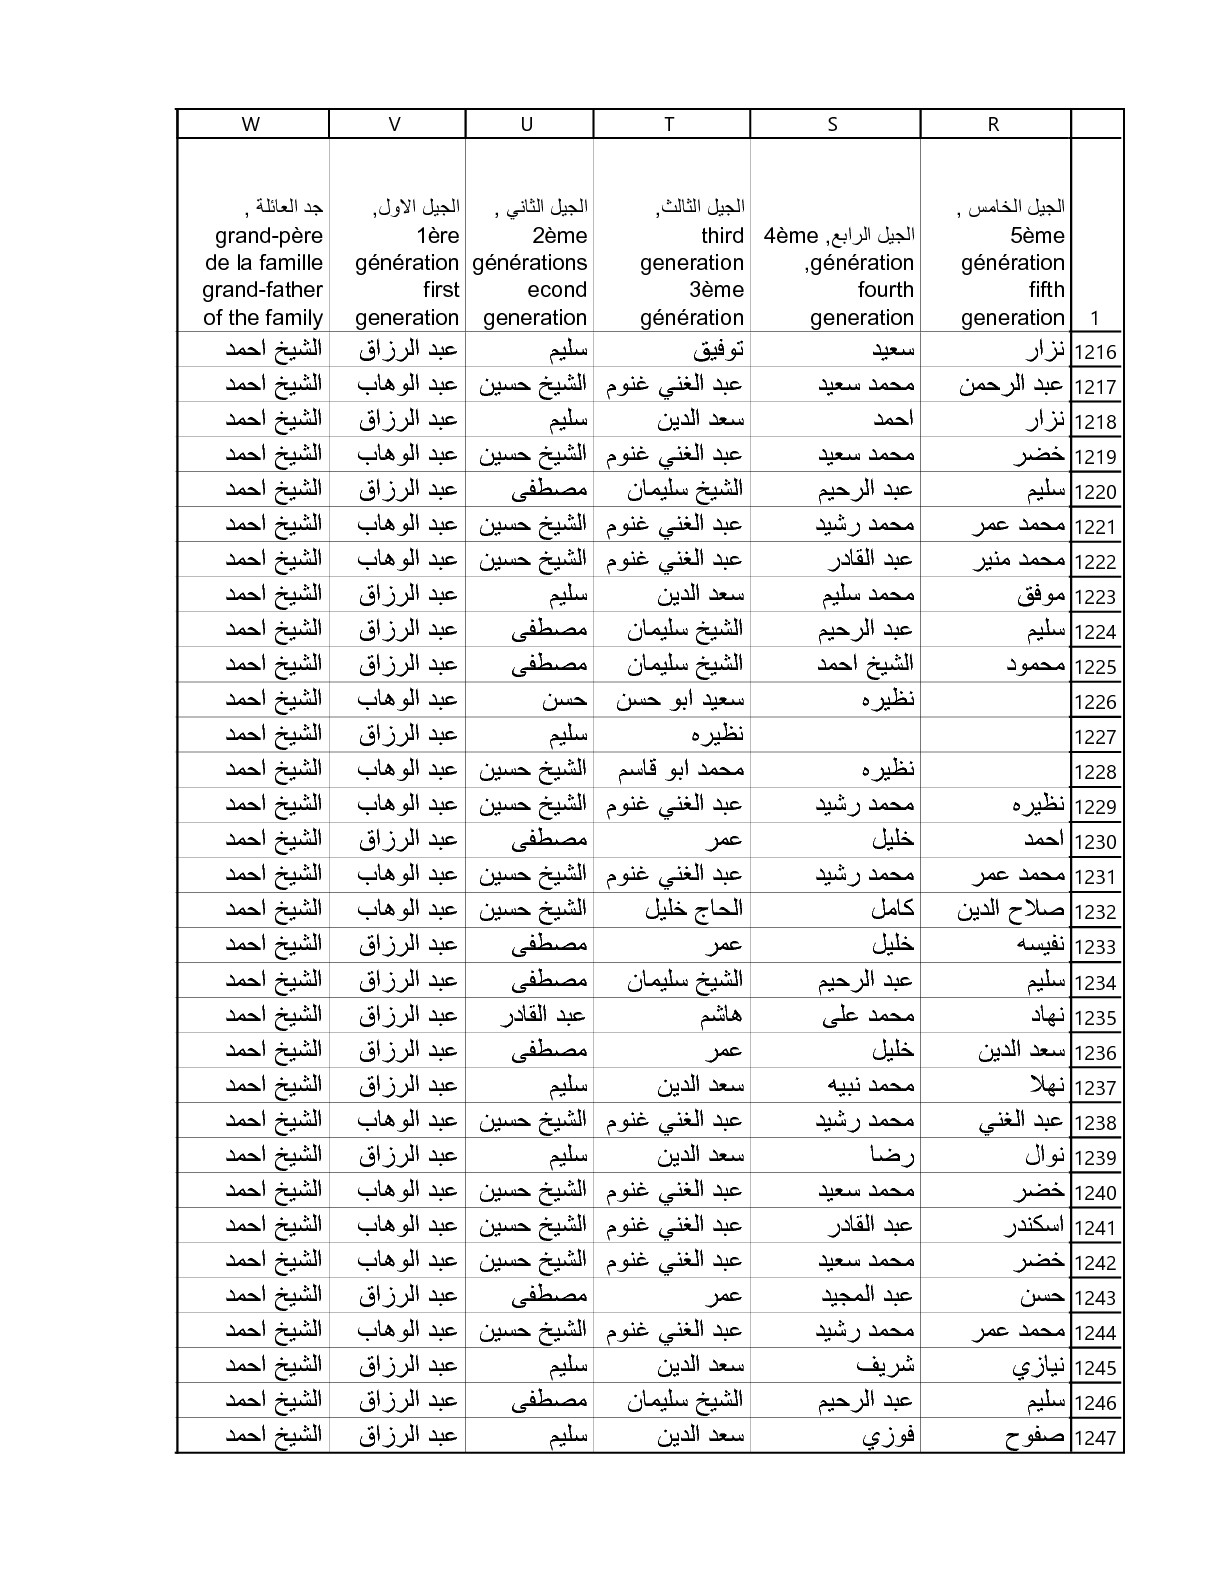 W V U T S R
جد العائلة , grand-père de la famille grand-father of the family | الجيل الاول, 1ère génération first generation | الجيل الثاني , 2ème générations econd generation | الجيل الثالث, third generation 3ème génération | الجيل الرابع, 4ème génération, fourth generation | الجيل الخامس , 5ème génération fifth generation | 1
1216 نزار سعيد توفيق سليم عبد الرزاق الشيخ احمد
1217 عبد الرحمن محمد سعيد عبد الغني غنوم الشيخ حسين عبد الوهاب الشيخ احمد
1218 نزار احمد سعد الدين سليم عبد الرزاق الشيخ احمد
1219 خضر محمد سعيد عبد الغني غنوم الشيخ حسين عبد الوهاب الشيخ احمد
1220 سليم عبد الرحيم الشيخ سليمان مصطفى عبد الرزاق الشيخ احمد
1221 محمد عمر محمد رشيد عبد الغني غنوم الشيخ حسين عبد الوهاب الشيخ احمد
1222 محمد منير عبد القادر عبد الغني غنوم الشيخ حسين عبد الوهاب الشيخ احمد
1223 موفق محمد سليم سعد الدين سليم عبد الرزاق الشيخ احمد
1224 سليم عبد الرحيم الشيخ سليمان مصطفى عبد الرزاق الشيخ احمد
1225 محمود الشيخ احمد الشيخ سليمان مصطفى عبد الرزاق الشيخ احمد
1226 نظيره سعيد ابو حسن حسن عبد الوهاب الشيخ احمد
1227 نظيره سليم عبد الرزاق الشيخ احمد
1228 نظيره محمد ابو قاسم الشيخ حسين عبد الوهاب الشيخ احمد
1229 نظيره محمد رشيد عبد الغني غنوم الشيخ حسين عبد الوهاب الشيخ احمد
1230 احمد خليل عمر مصطفى عبد الرزاق الشيخ احمد
1231 محمد عمر محمد رشيد عبد الغني غنوم الشيخ حسين عبد الوهاب الشيخ احمد
1232 صلاح الدين كامل الحاج خليل الشيخ حسين عبد الوهاب الشيخ احمد
1233 نفيسه خليل عمر مصطفى عبد الرزاق الشيخ احمد
1234 سليم عبد الرحيم الشيخ سليمان مصطفى عبد الرزاق الشيخ احمد
1235 نهاد محمد على هاشم عبد القادر عبد الرزاق الشيخ احمد
1236 سعد الدين خليل عمر مصطفى عبد الرزاق الشيخ احمد
1237 نهلا محمد نبيه سعد الدين سليم عبد الرزاق الشيخ احمد
1238 عبد الغني محمد رشيد عبد الغني غنوم الشيخ حسين عبد الوهاب الشيخ احمد
1239 نوال رضا سعد الدين سليم عبد الرزاق الشيخ احمد
1240 خضر محمد سعيد عبد الغني غنوم الشيخ حسين عبد الوهاب الشيخ احمد
1241 اسكندر عبد القادر عبد الغني غنوم الشيخ حسين عبد الوهاب الشيخ احمد
1242 خضر محمد سعيد عبد الغني غنوم الشيخ حسين عبد الوهاب الشيخ احمد
1243 حسن عبد المجيد عمر مصطفى عبد الرزاق الشيخ احمد
1244 محمد عمر محمد رشيد عبد الغني غنوم الشيخ حسين عبد الوهاب الشيخ احمد
1245 نيازي شريف سعد الدين سليم عبد الرزاق الشيخ احمد
1246 سليم عبد الرحيم الشيخ سليمان مصطفى عبد الرزاق الشيخ احمد
1247 صفوح فوزي سعد الدين سليم عبد الرزاق الشيخ احمد